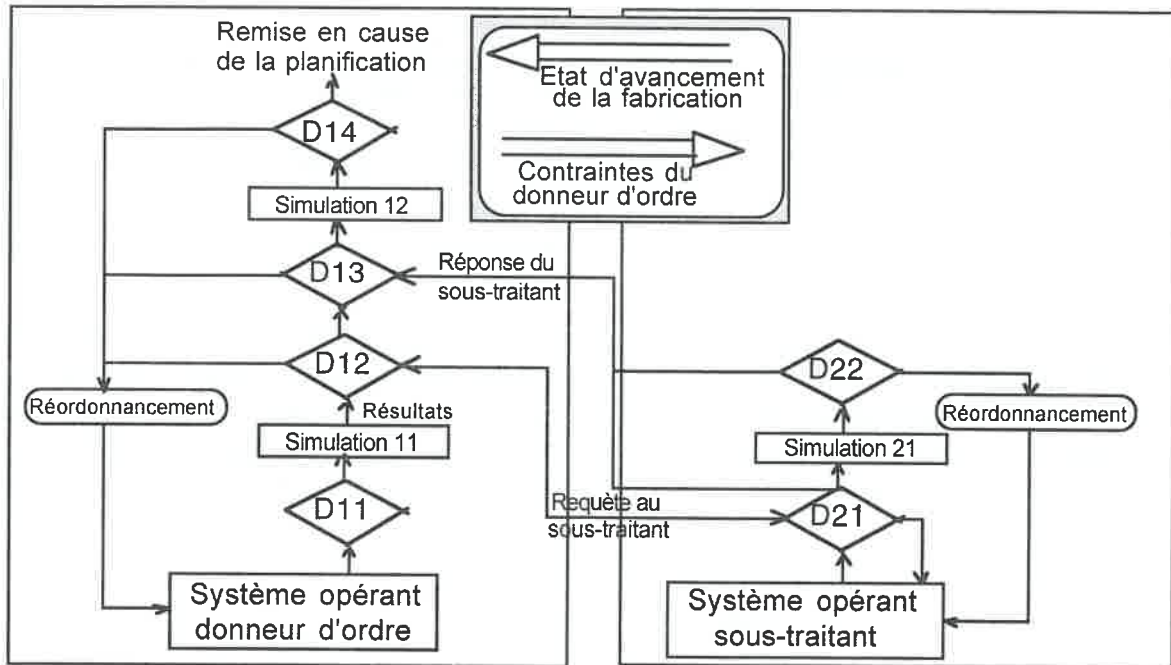 Remise en cause
de la planification
D14
Simulation 12
D13
D12
Réordonnancement
Résultats
Simulation 11
D11
Système opérant
donneur d'ordre
Etat d'avancement
de la fabrication
Contraintes du
donneur d'ordre
Réponse du
sous-traitant
Requète au
sous-traitant
D22
Réordonnancement
Simulation 21
D21
Système opérant
sous-traitant